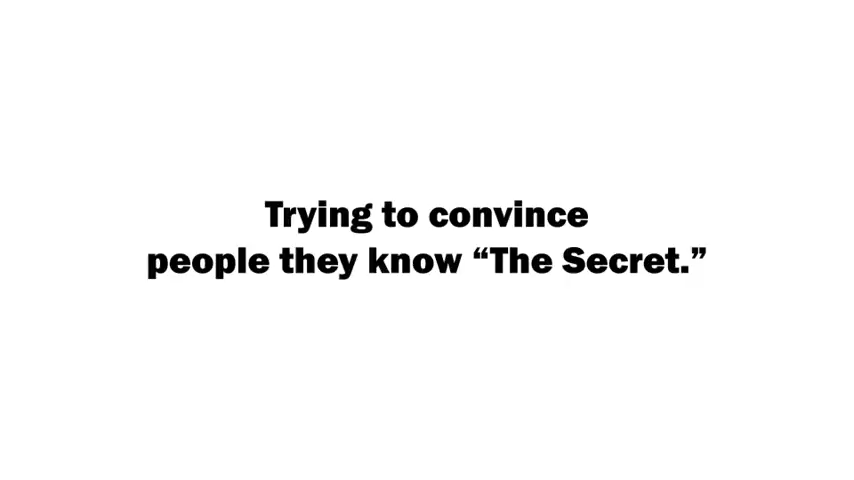 Trying to convince
people they know “The Secret.”